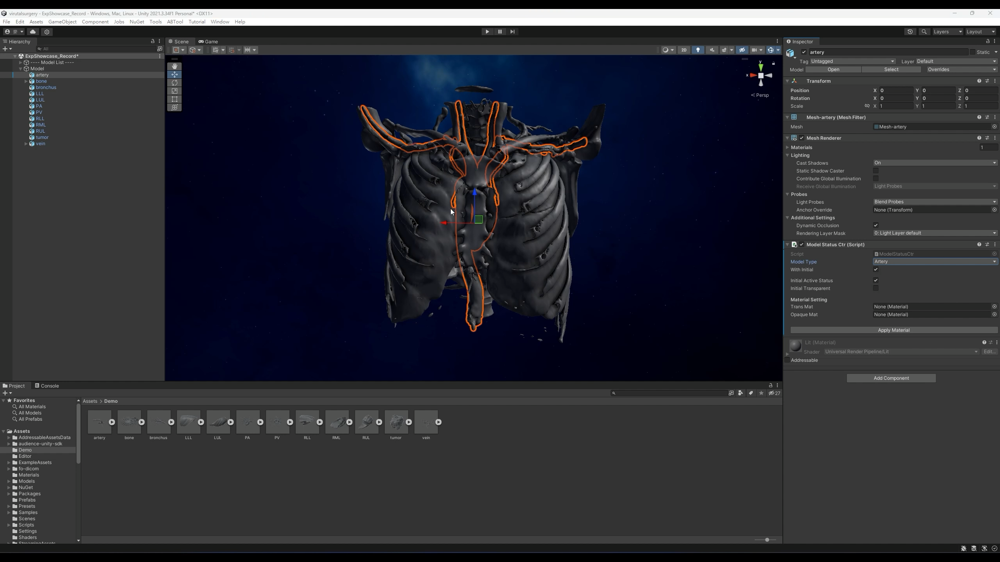 virutalsurgery - ExpShowcase_Record - Windows, Mac, Linux - Unity 2021.3.34f1 Personal* <DX11>
File Edit Assets GameObject Component Jobs NuGet Tools ABTool Tutorial Window Help
Layers Layout
Hierarchy
All
ExpShowcase_Record*
---- Model List ----
Model
artery
bone
bronchus
LLL
LUL
PA
PV
RLL
RML
RUL
tumor
vein
Scene Game
2D
y
x
Persp
Inspector
artery Static
Tag Untagged Layer Default
Model Open Select Overrides
Transform
Position X 0 Y 0 Z 0
Rotation X 0 Y 0 Z 0
Scale X 1 Y 1 Z 1
Mesh-artery (Mesh Filter)
Mesh Mesh-artery
Mesh Renderer
Materials 1
Lighting
Cast Shadows On
Static Shadow Caster
Contribute Global Illumination
Receive Global Illumination Light Probes
Probes
Light Probes Blend Probes
Anchor Override None (Transform)
Additional Settings
Dynamic Occlusion
Rendering Layer Mask 0: Light Layer default
Model Status Ctr (Script)
Script ModelStatusCtr
Model Type Artery
With Initial
Initial Active Status
Initial Transparent
Material Setting
Trans Mat None (Material)
Opaque Mat None (Material)
Apply Material
Lit (Material)
Shader Universal Render Pipeline/Lit Edit...
Addressable
Add Component
Project Console
27
Favorites
All Materials
All Models
All Prefabs
Assets
AddressableAssetsData
audience-unity-sdk
Demo
Editor
ExampleAssets
fo-dicom
Materials
Models
NuGet
Packages
Prefabs
Presets
Samples
Scenes
Scripts
Settings
Shaders
StreamingAssets
Assets > Demo
artery bone bronchus LLL LUL PA PV RLL RML RUL tumor vein